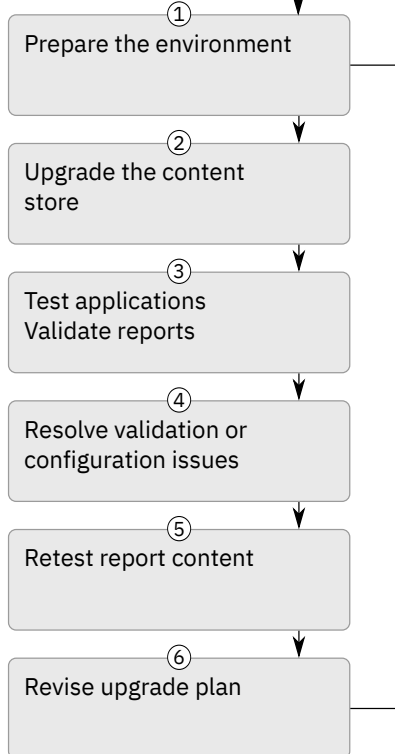 ①
Prepare the environment
②
Upgrade the content
store
③
Test applications
Validate reports
④
Resolve validation or
configuration issues
⑤
Retest report content
⑥
Revise upgrade plan